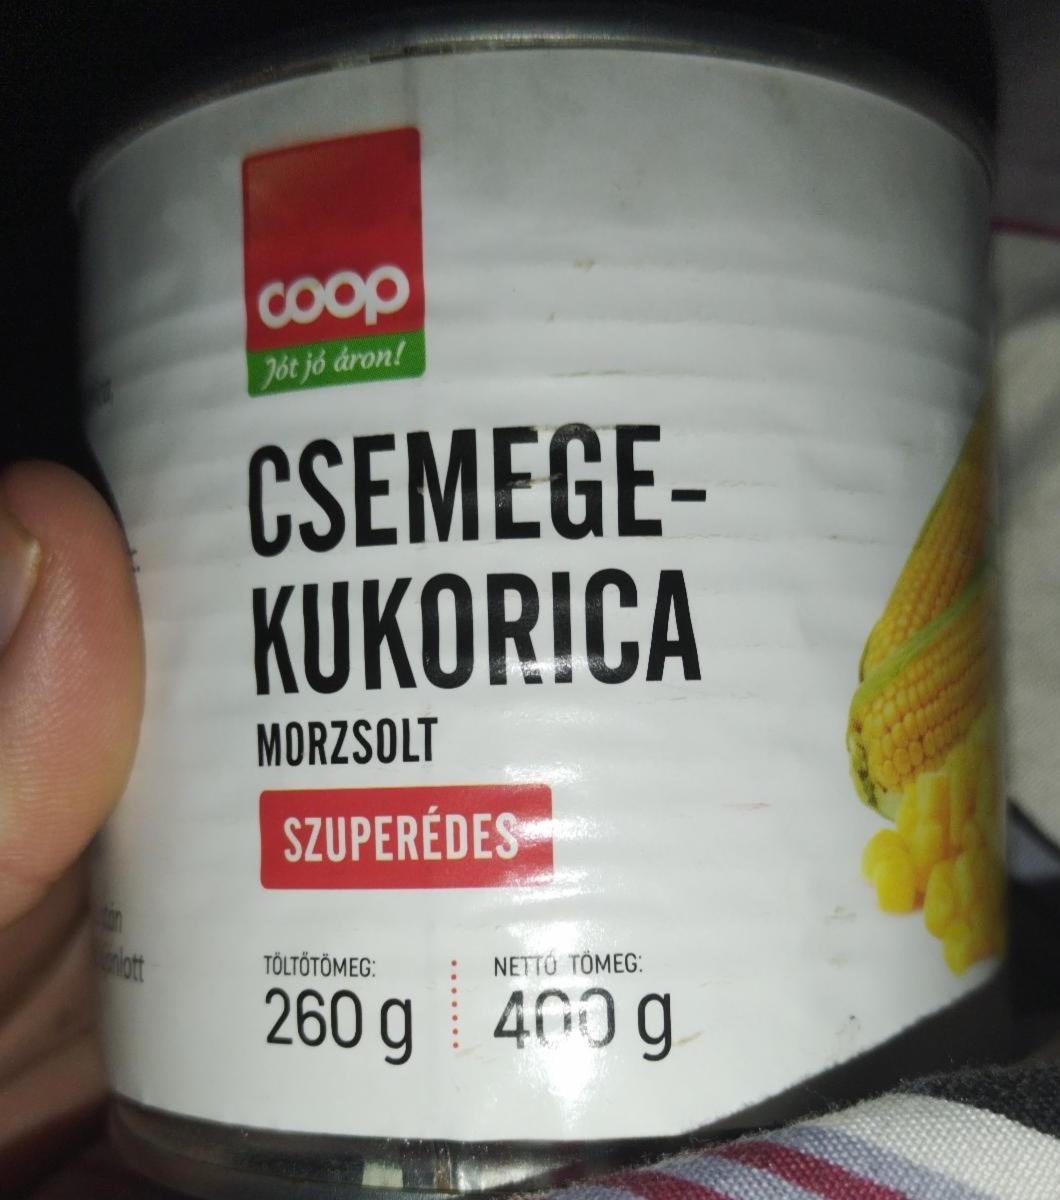 coop
Jót jó áron!
CSEMEGE-
KUKORICA
MORZSOLT
SZUPERÉDES
TÖLTŐTÖMEG:
260 g
NETTÓ TÖMEG:
400 g